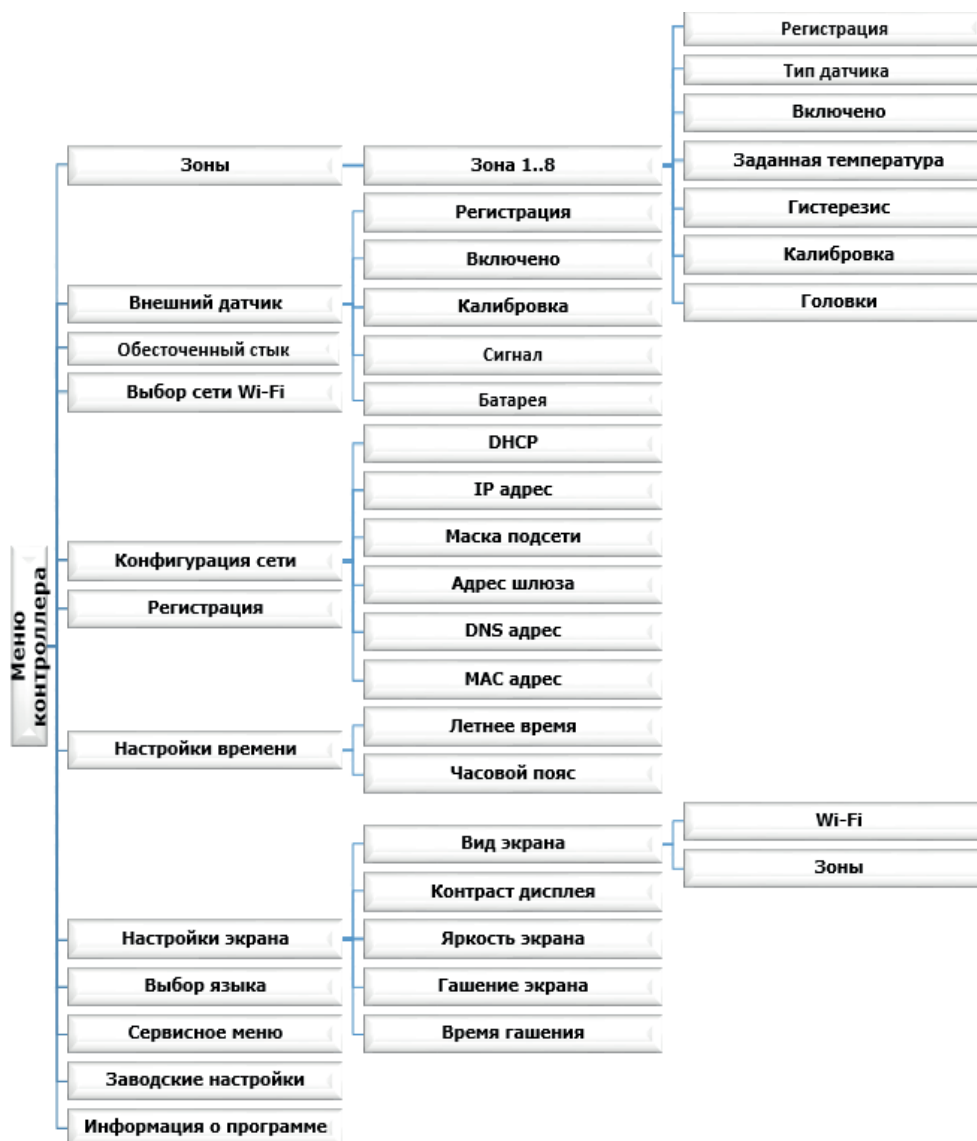 Меню
контроллера
Зоны
Зона 1..8
Регистрация
Тип датчика
Включено
Заданная температура
Гистерезис
Калибровка
Головки
Внешний датчик
Регистрация
Включено
Калибровка
Сигнал
Батарея
Обесточенный стык
Выбор сети Wi-Fi
Конфигурация сети
DHCP
IP адрес
Маска подсети
Адрес шлюза
DNS адрес
MAC адрес
Регистрация
Настройки времени
Летнее время
Часовой пояс
Настройки экрана
Вид экрана
Wi-Fi
Зоны
Контраст дисплея
Яркость экрана
Гашение экрана
Время гашения
Выбор языка
Сервисное меню
Заводские настройки
Информация о программе